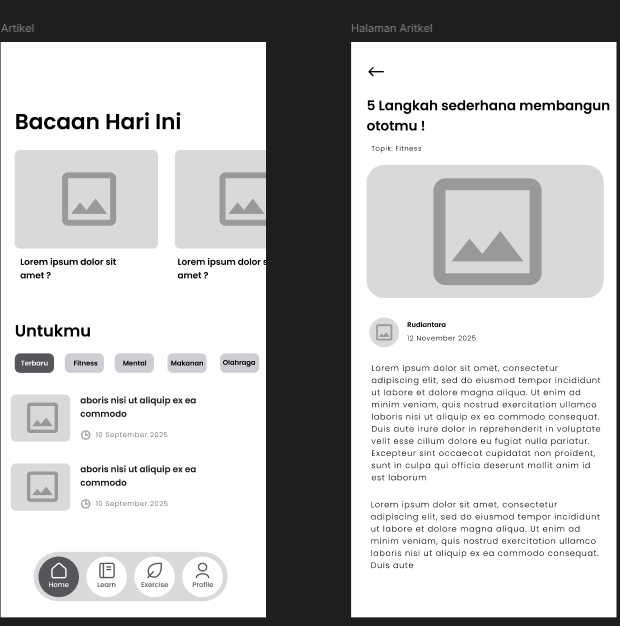 Artikel
Bacaan Hari Ini
Lorem ipsum dolor sit
amet ?
Lorem ipsum dolor s
amet ?
Untukmu
Terbaru
Fitness
Mental
Makanan
Olahraga
aboris nisi ut aliquip ex ea
commodo
10 September 2025
aboris nisi ut aliquip ex ea
commodo
10 September 2025
Home
Learn
Exercise
Profile
Halaman Aritkel
5 Langkah sederhana membangun
ototmu !
Topik: Fitness
Rudiantara
12 November 2025
Lorem ipsum dolor sit amet, consectetur
adipiscing elit, sed do eiusmod tempor incididunt
ut labore et dolore magna aliqua. Ut enim ad
minim veniam, quis nostrud exercitation ullamco
laboris nisi ut aliquip ex ea commodo consequat.
Duis aute irure dolor in reprehenderit in voluptate
velit esse cillum dolore eu fugiat nulla pariatur.
Excepteur sint occaecat cupidatat non proident,
sunt in culpa qui officia deserunt mollit anim id
est laborum
Lorem ipsum dolor sit amet, consectetur
adipiscing elit, sed do eiusmod tempor incididunt
ut labore et dolore magna aliqua. Ut enim ad
minim veniam, quis nostrud exercitation ullamco
laboris nisi ut aliquip ex ea commodo consequat.
Duis aute